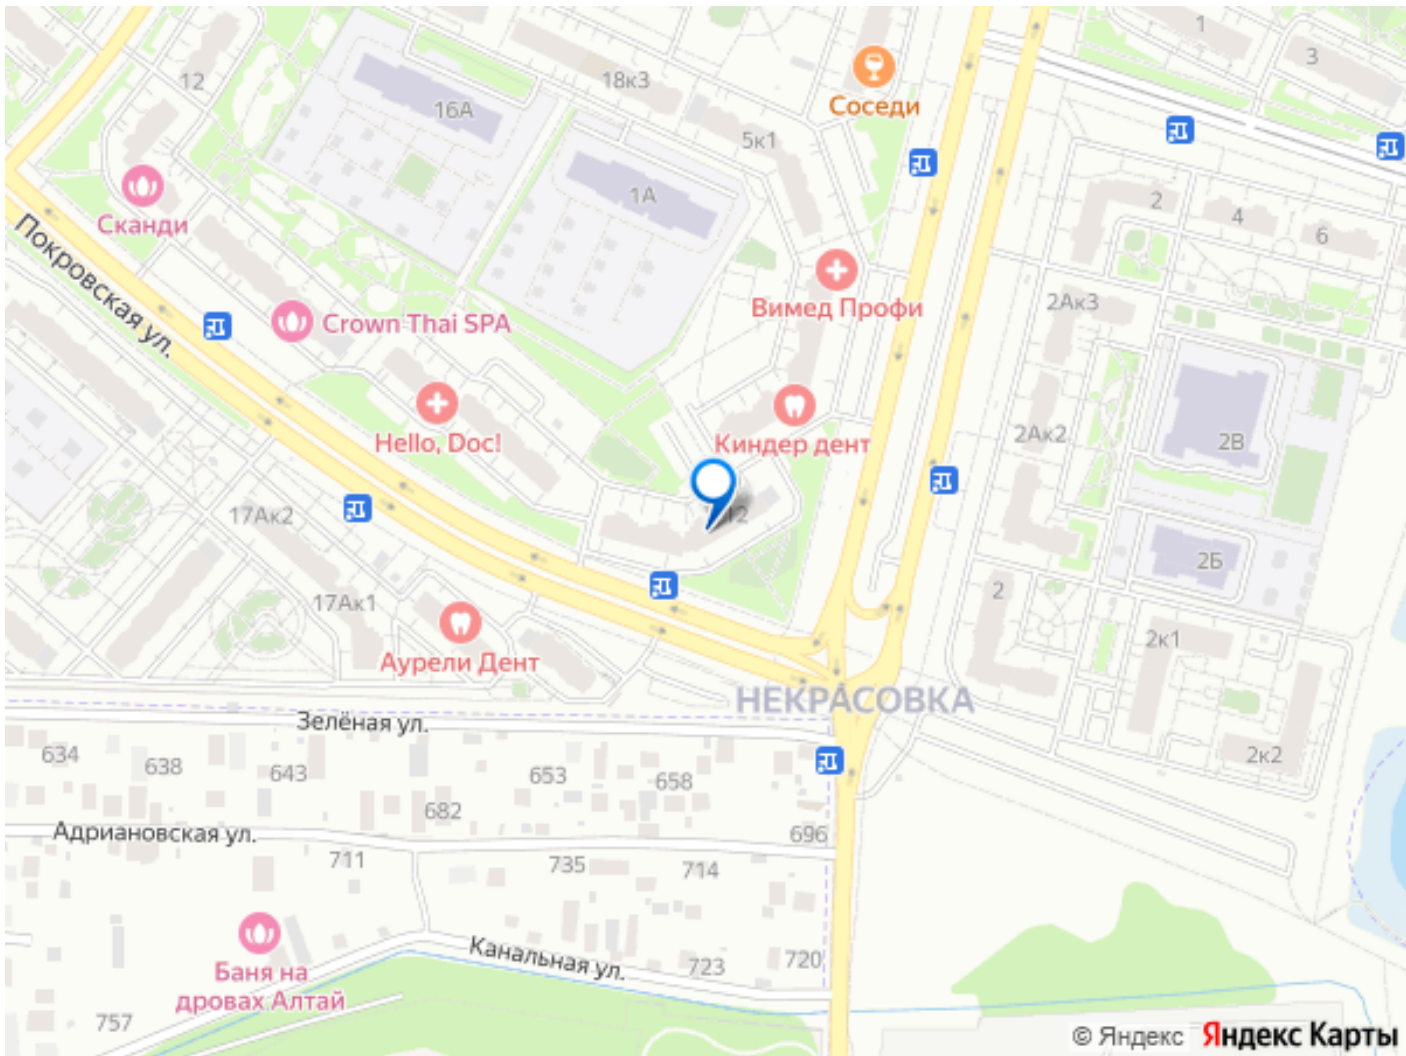 1
3
12
18к3
16А
Соседи
5к1
1А
Сканди
2
4
6
Покровская ул.
Вимед Профи
2Ак3
Crown Thai SPA
Hello, Doc!
Киндер дент
2Ак2
2В
17Ак2
12
2Б
17Ак1
2
2к1
Аурели Дент
НЕКРАСОВКА
Зелёная ул.
634
638
643
653
658
2к2
682
Адриановская ул.
696
711
735
714
Канальная ул.
723
720
Баня на
дровах Алтай
757
© Яндекс Яндекс Карты